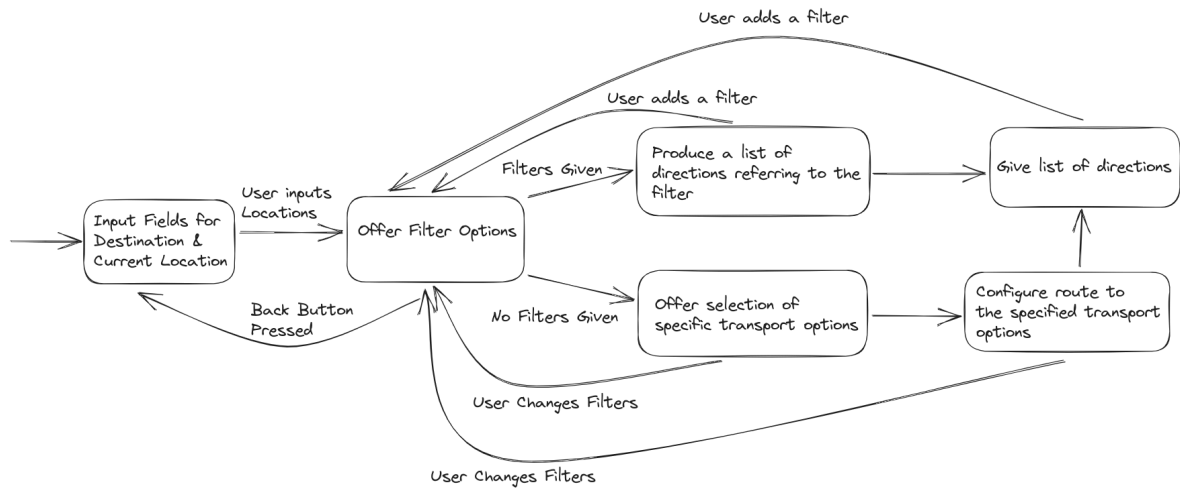 User adds a filter
User adds a filter
Filters Given
Produce a list of
directions referring to the
filter
Give list of directions
User inputs
Locations
Input Fields for
Destination &
Current Location
Offer Filter Options
Back Button
Pressed
No Filters Given
Offer selection of
specific transport options
Configure route to
the specified transport
options
User Changes Filters
User Changes Filters